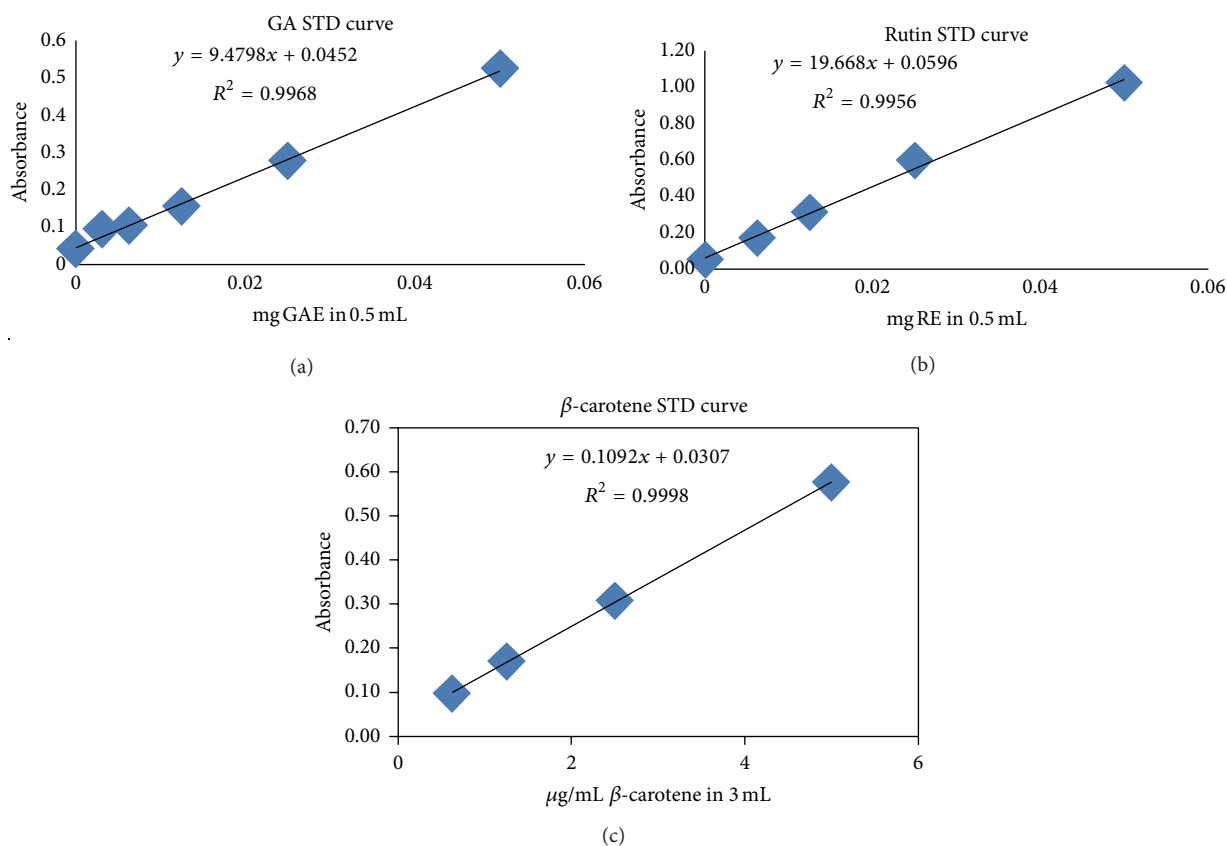 GA STD curve
y = 9.4798x + 0.0452
R² = 0.9968
Absorbance
0.6
0.5
0.4
0.3
0.2
0.1
0
0 0.02 0.04 0.06
mg GAE in 0.5 mL
(a)
Rutin STD curve
y = 19.668x + 0.0596
R² = 0.9956
Absorbance
1.20
1.00
0.80
0.60
0.40
0.20
0.00
0 0.02 0.04 0.06
mg RE in 0.5 mL
(b)
β-carotene STD curve
y = 0.1092x + 0.0307
R² = 0.9998
Absorbance
0.70
0.60
0.50
0.40
0.30
0.20
0.10
0.00
0 2 4 6
μg/mL β-carotene in 3 mL
(c)